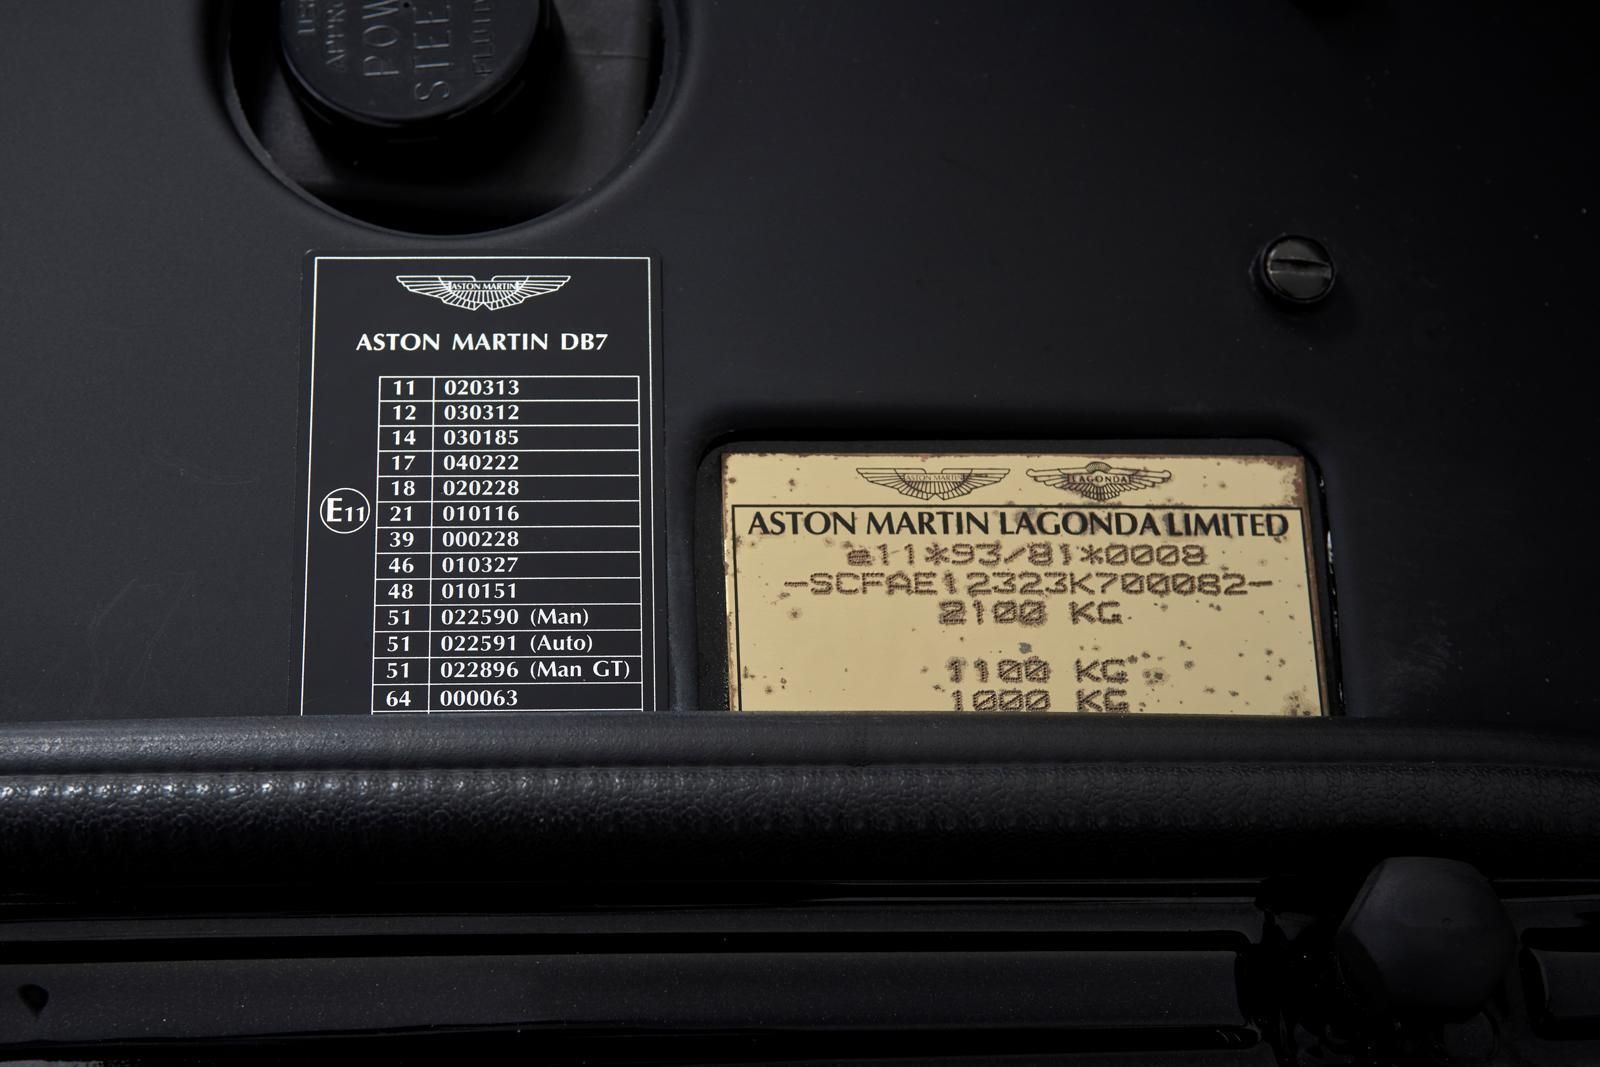 POW
STEE
ASTON MARTIN
ASTON MARTIN DB7
E11
11 020313
12 030312
14 030185
17 040222
18 020228
21 010116
39 000228
46 010327
48 010151
51 022590 (Man)
51 022591 (Auto)
51 022896 (Man GT)
64 000063
ASTON MARTIN LAGONDA
ASTON MARTIN LAGONDA LIMITED
e11*93/81*0008
-SCFAE12323K700082-
2100 KG
1100 KG
1000 KG